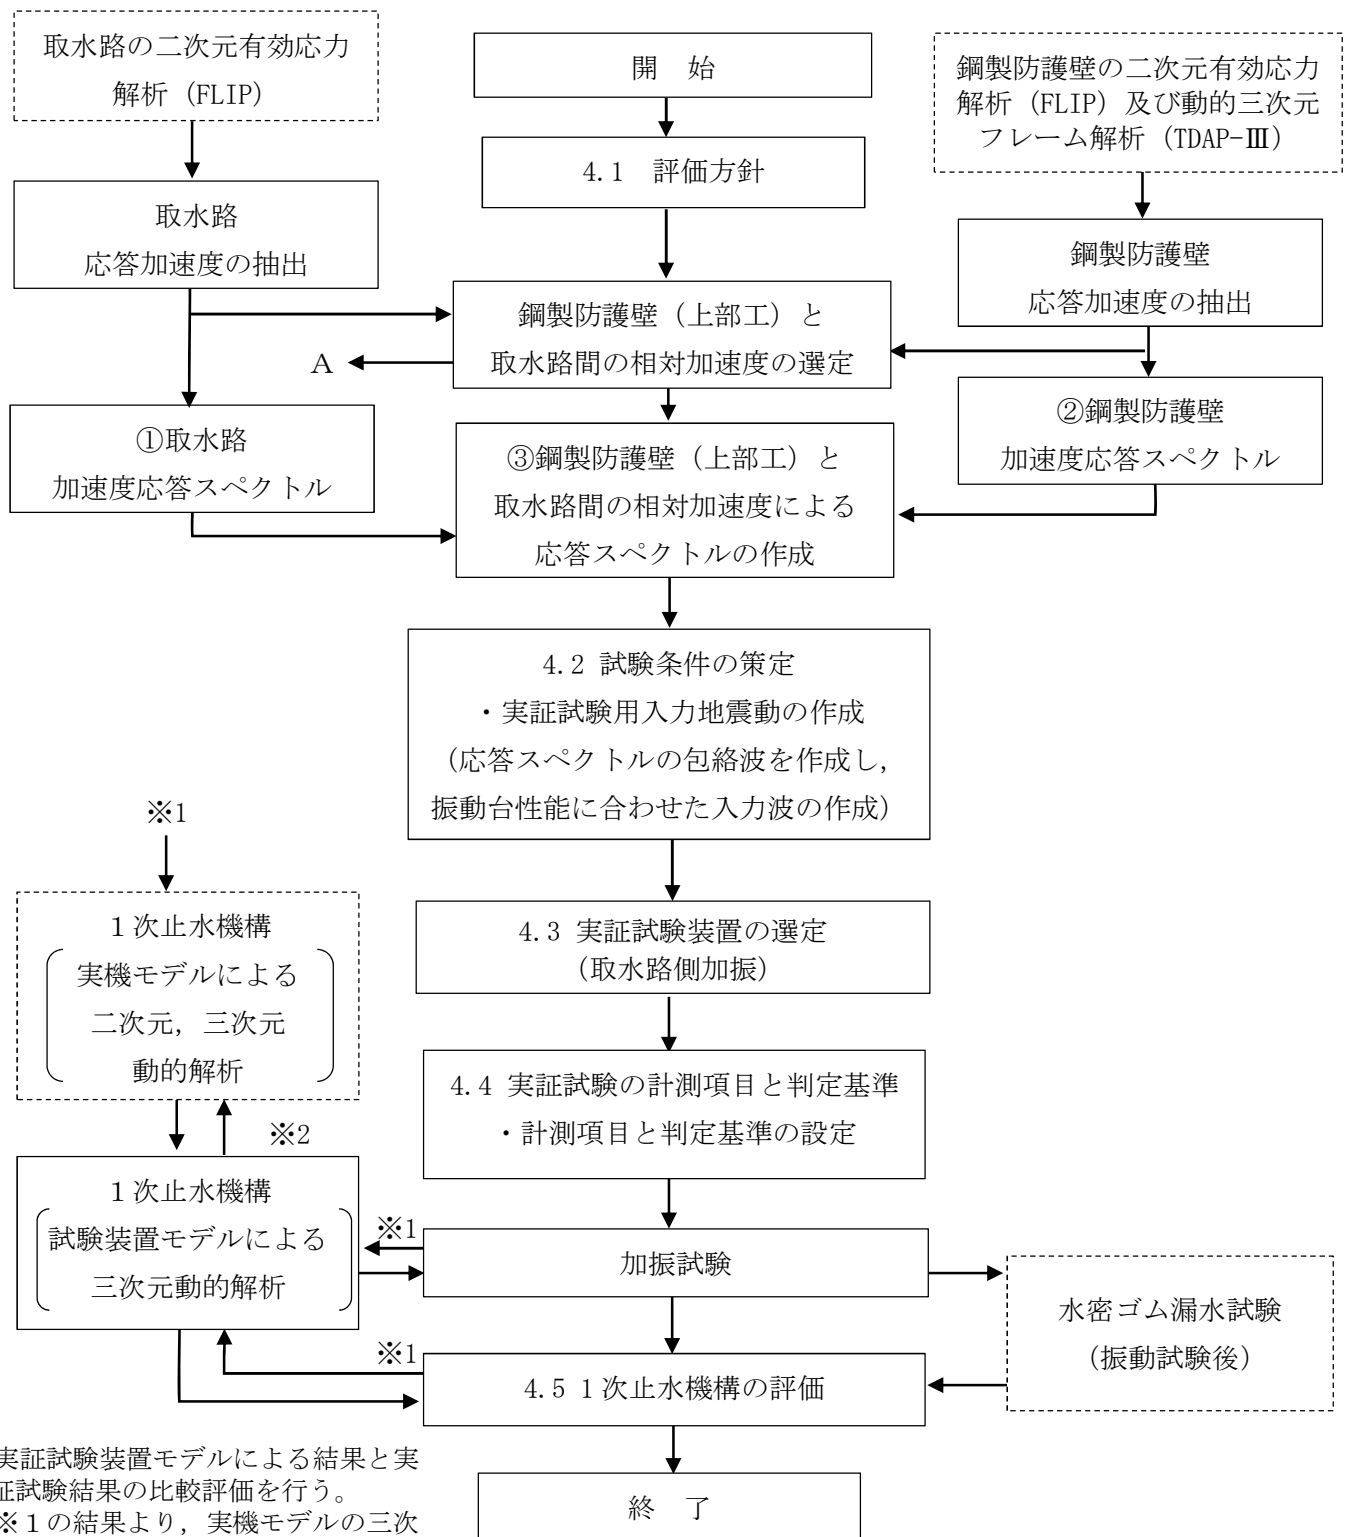 取水路の二次元有効応力
解析（FLIP）
開　始
鋼製防護壁の二次元有効応力
解析（FLIP）及び動的三次元
フレーム解析（TDAP-Ⅲ）
4.1　評価方針
取水路
応答加速度の抽出
鋼製防護壁
応答加速度の抽出
鋼製防護壁（上部工）と
取水路間の相対加速度の選定
Ａ
①取水路
加速度応答スペクトル
②鋼製防護壁
加速度応答スペクトル
③鋼製防護壁（上部工）と
取水路間の相対加速度による
応答スペクトルの作成
4.2 試験条件の策定
・実証試験用入力地震動の作成
（応答スペクトルの包絡波を作成し，
振動台性能に合わせた入力波の作成）
※1
1次止水機構
実機モデルによる
二次元，三次元
動的解析
4.3 実証試験装置の選定
（取水路側加振）
4.4 実証試験の計測項目と判定基準
・計測項目と判定基準の設定
※2
1次止水機構
試験装置モデルによる
三次元動的解析
※1
加振試験
水密ゴム漏水試験
（振動試験後）
※1
4.5 1次止水機構の評価
実証試験装置モデルによる結果と実
証試験結果の比較評価を行う。
※１の結果より，実機モデルの三次
終　了